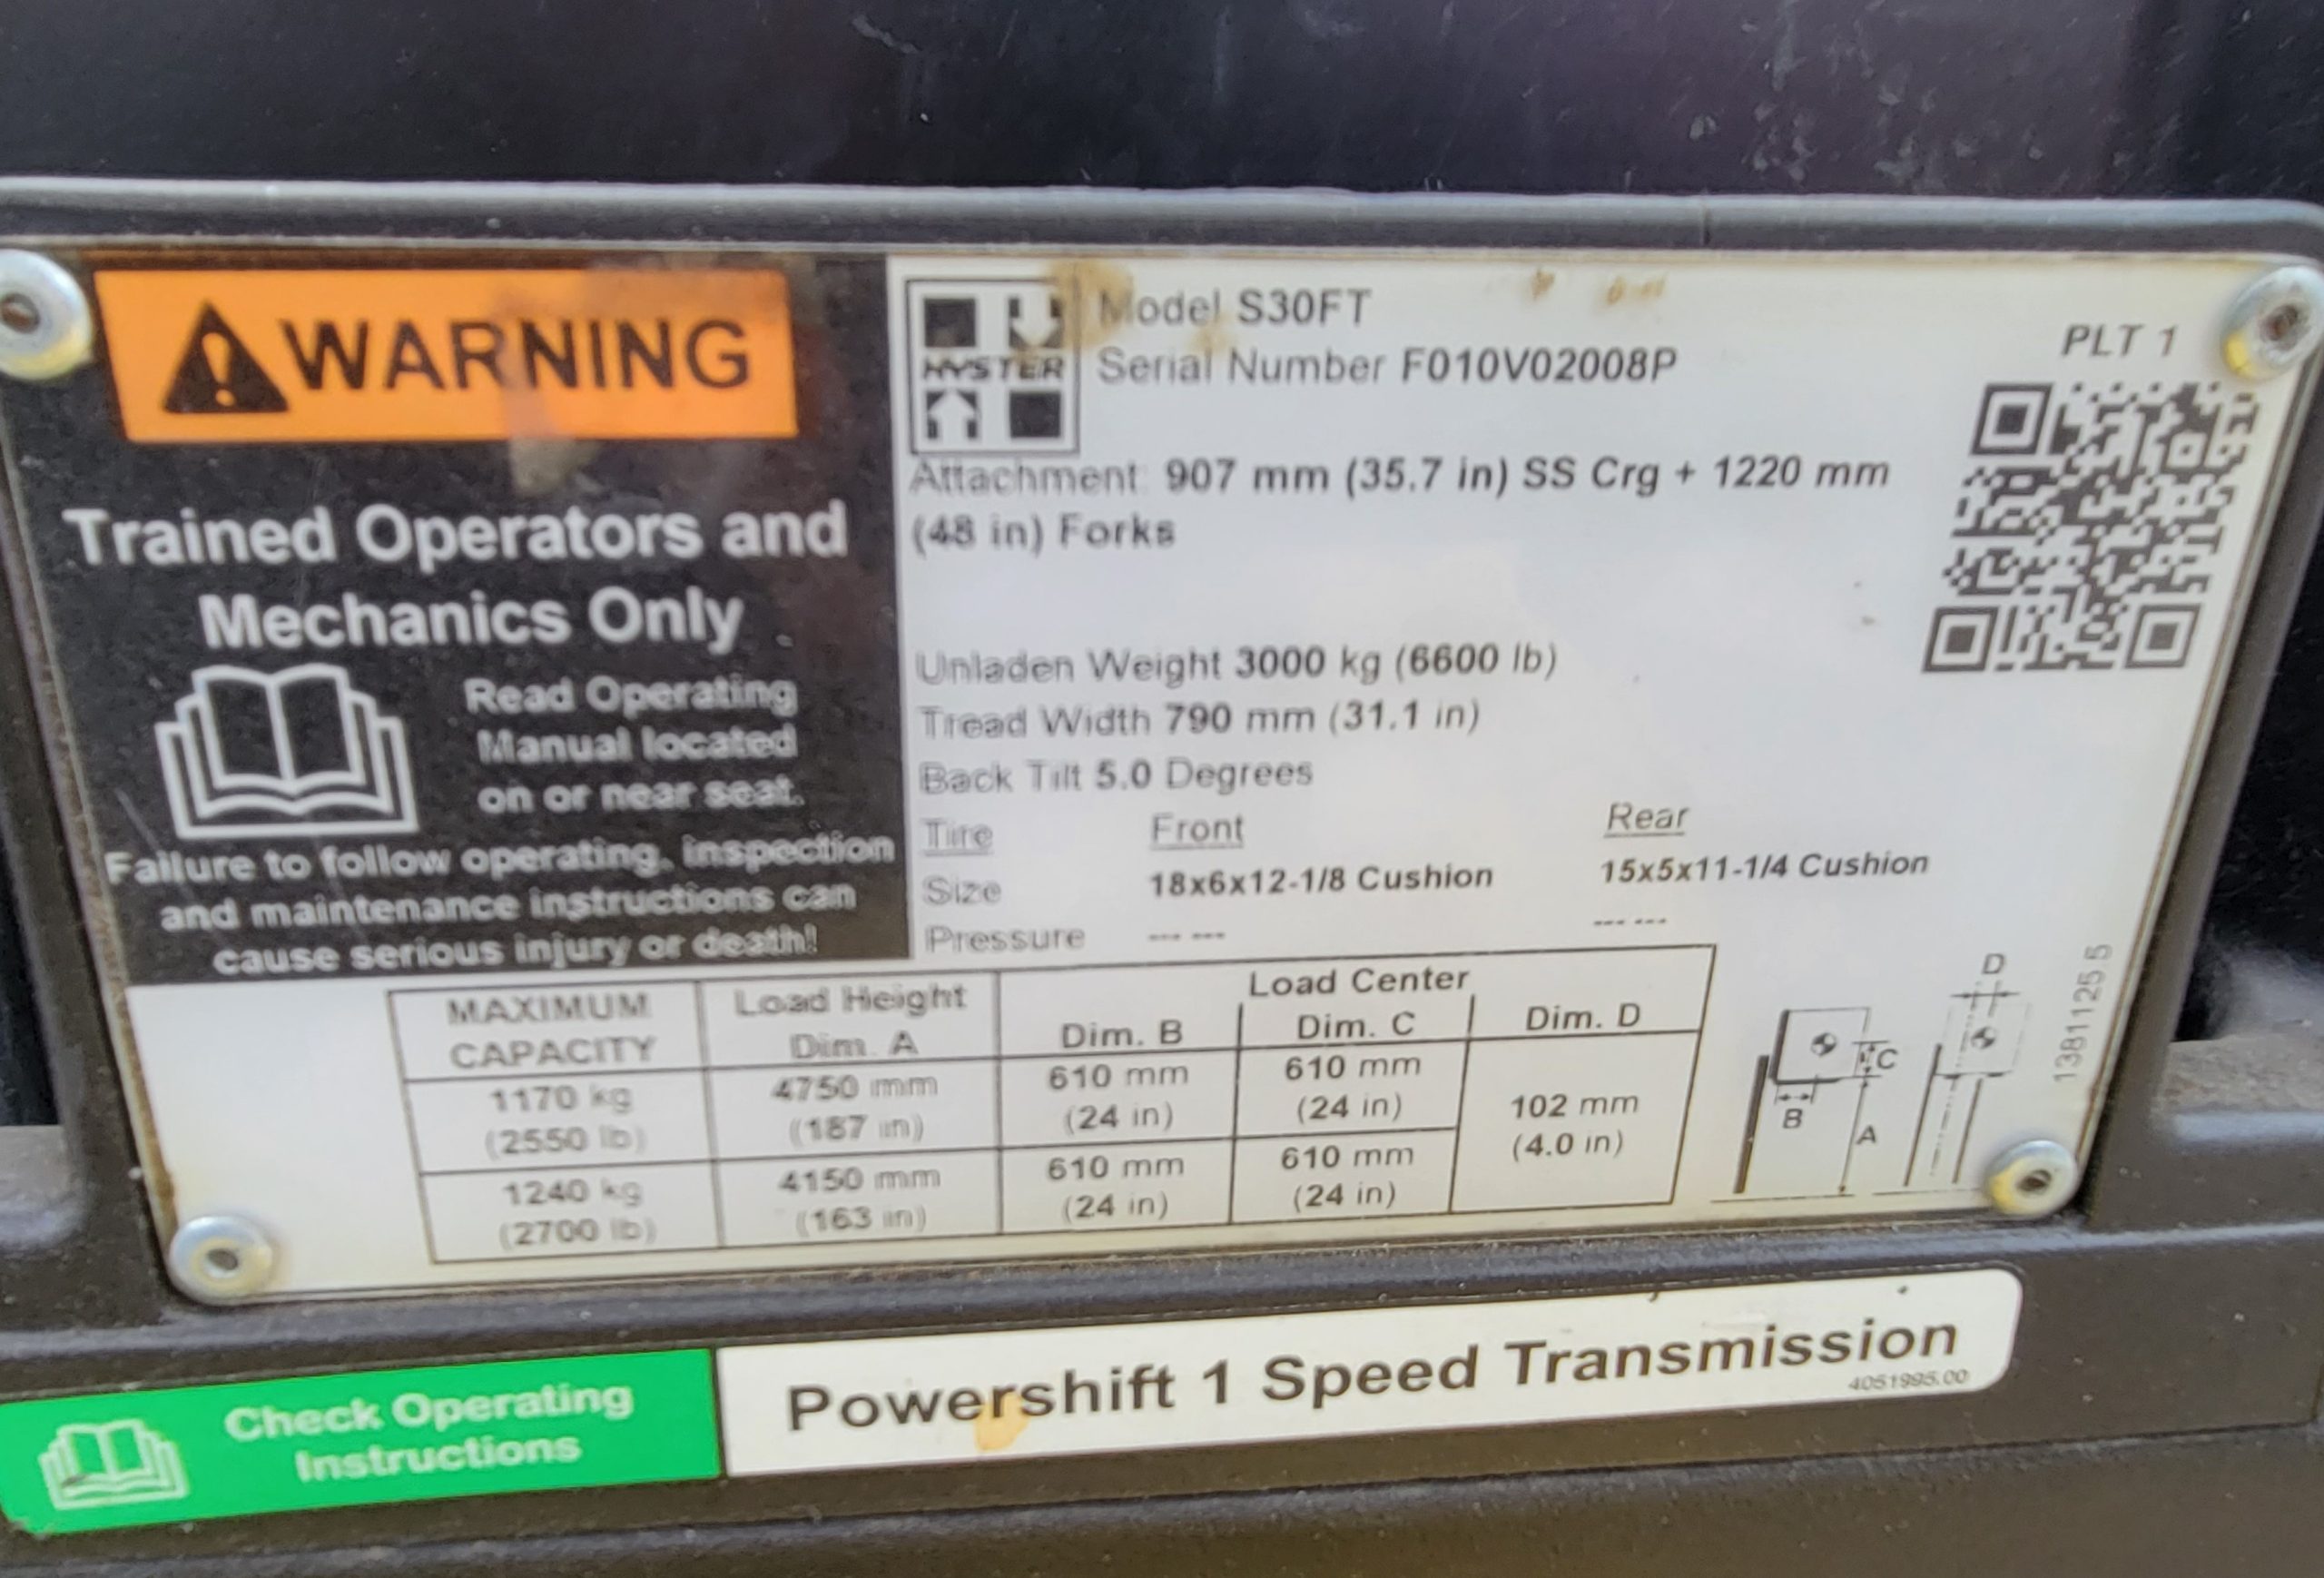 WARNING
Trained Operators and
Mechanics Only
Read Operating
Manual located
on or near seat.
Failure to follow operating, inspection
and maintenance instructions can
cause serious injury or death!
HYSTER
Model S30FT
Serial Number F010V02008P
PLT 1
Attachment 907 mm (35.7 in) SS Crg + 1220 mm
(48 in) Forks
Unladen Weight 3000 kg (6600 lb)
Tread Width 790 mm (31.1 in)
Back Tilt 5.0 Degrees
Tire Front Rear
Size 18x6x12-1/8 Cushion 15x5x11-1/4 Cushion
Pressure --- --- --- ---
MAXIMUM CAPACITY Load Height Dim. A Load Center
Dim. B Dim. C Dim. D
1170 kg 4750 mm 610 mm 610 mm 102 mm
(2550 lb) (187 in) (24 in) (24 in) (4.0 in)
1240 kg 4150 mm 610 mm 610 mm
(2700 lb) (163 in) (24 in) (24 in)
D
C
B
A
13811255
Check Operating
Instructions
Powershift 1 Speed Transmission
4051995.00